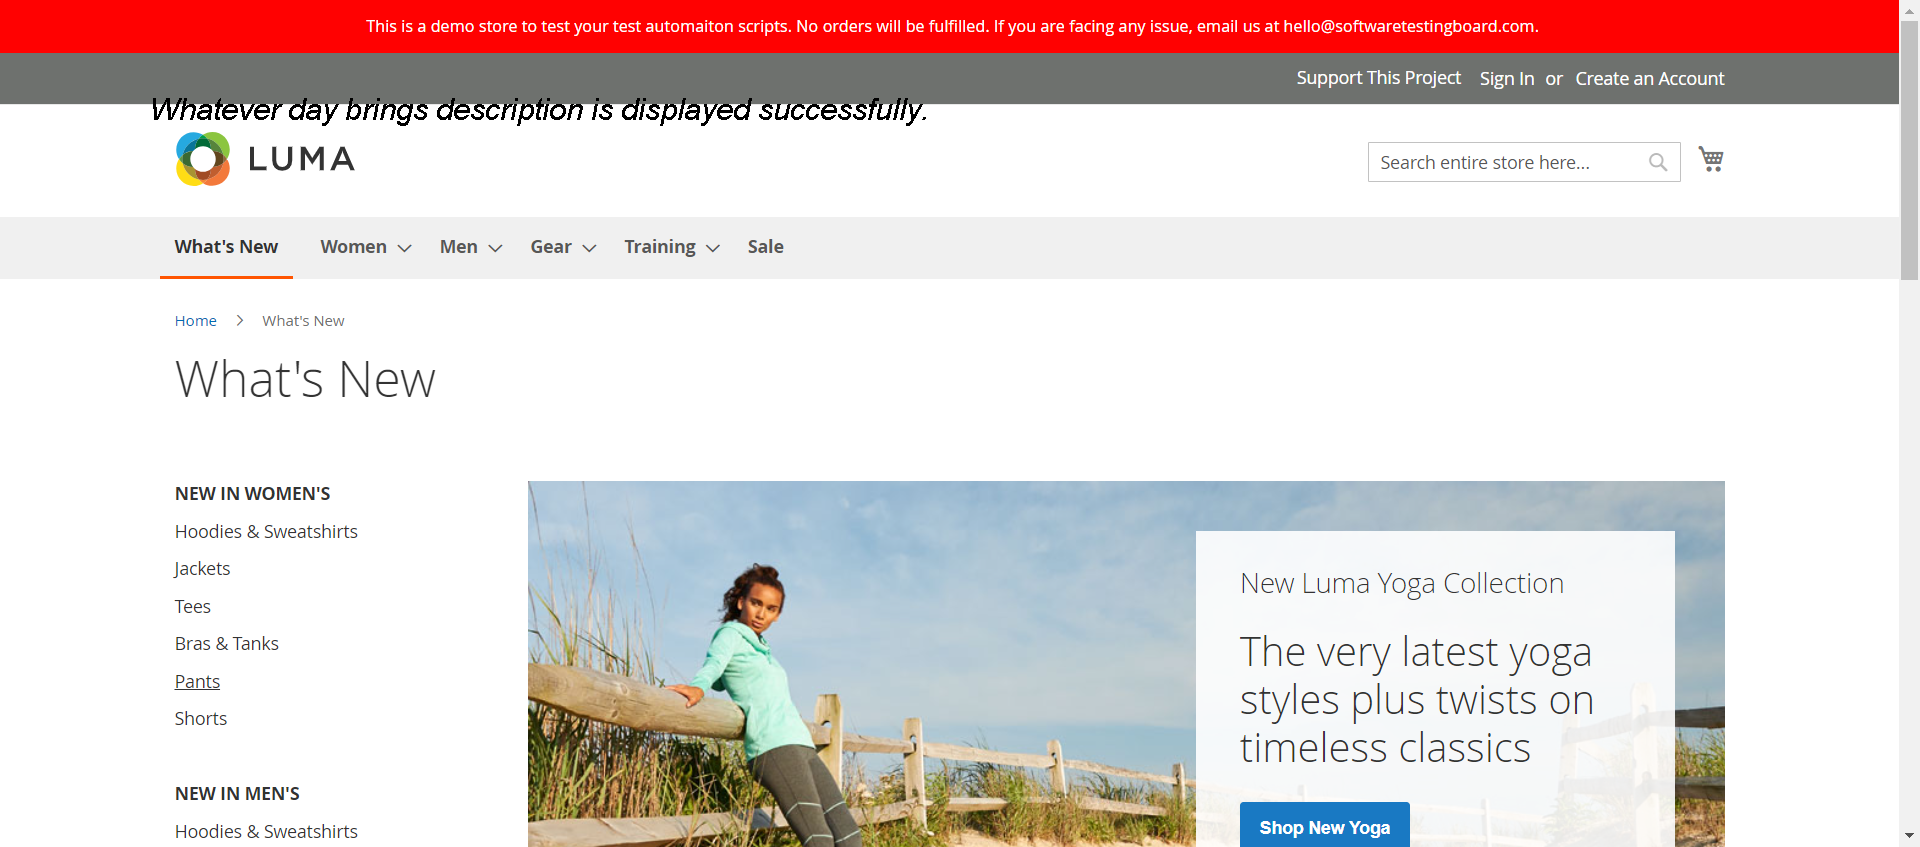 This is a demo store to test your test automaiton scripts. No orders will be fulfilled. If you are facing any issue, email us at hello@softwaretestingboard.com.
Support This Project Sign In or Create an Account
Whatever day brings description is displayed successfully.
LUMA
Search entire store here...
What's New Women Men Gear Training Sale
Home > What's New
What's New
NEW IN WOMEN'S
Hoodies & Sweatshirts
Jackets
Tees
Bras & Tanks
Pants
Shorts
NEW IN MEN'S
Hoodies & Sweatshirts
New Luma Yoga Collection
The very latest yoga
styles plus twists on
timeless classics
Shop New Yoga